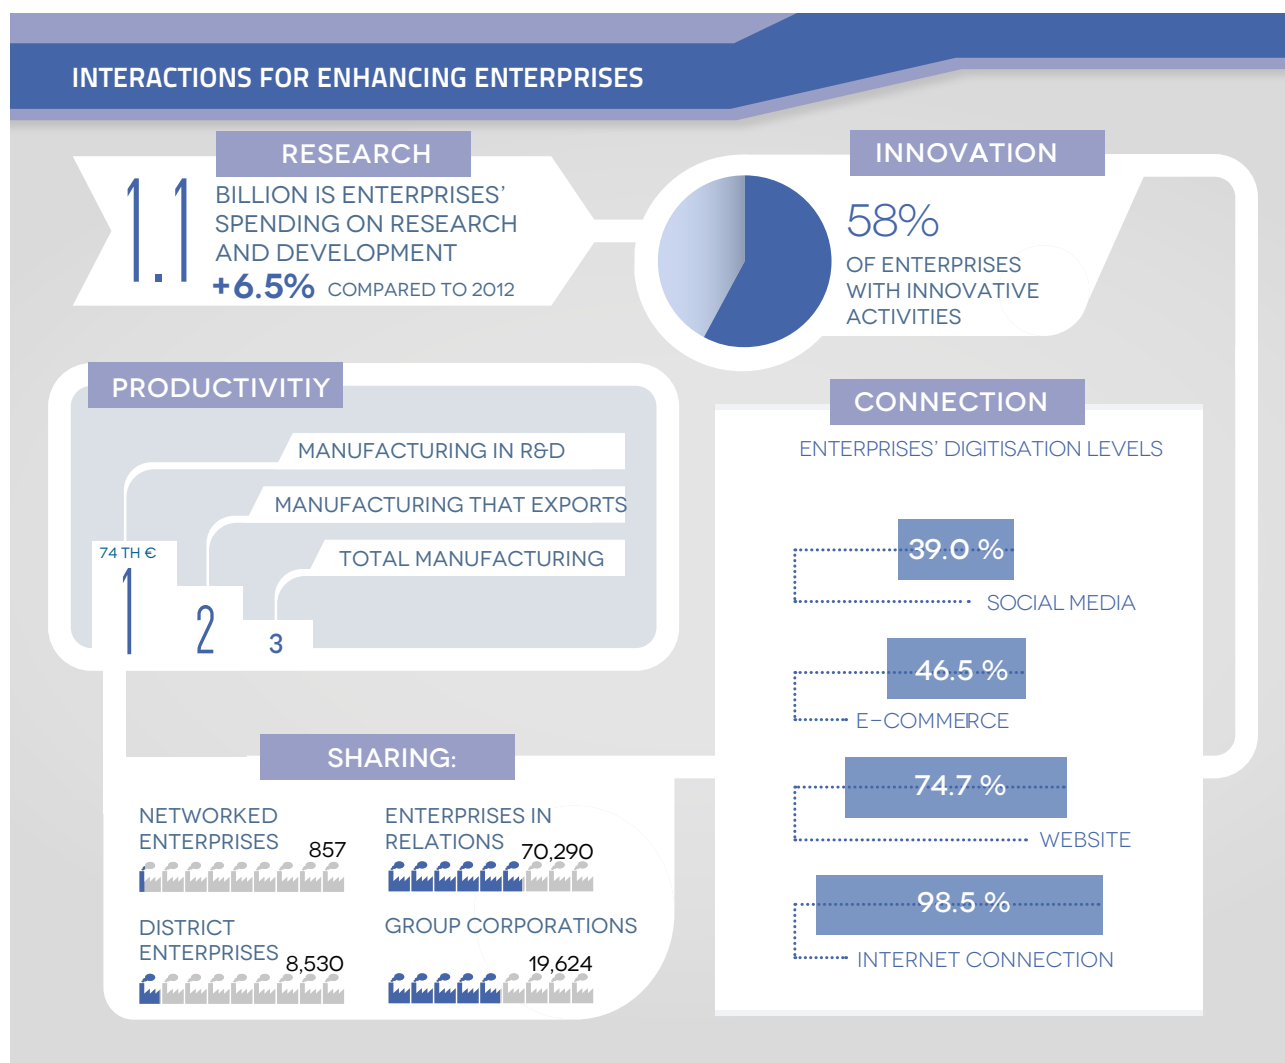 INTERACTIONS FOR ENHANCING ENTERPRISES
RESEARCH
1.1
BILLION IS ENTERPRISES’
SPENDING ON RESEARCH
AND DEVELOPMENT
+6.5% COMPARED TO 2012
INNOVATION
58%
OF ENTERPRISES
WITH INNOVATIVE
ACTIVITIES
PRODUCTIVITIY
MANUFACTURING IN R&D
MANUFACTURING THAT EXPORTS
TOTAL MANUFACTURING
74 TH €
1
2
3
CONNECTION
ENTERPRISES’ DIGITISATION LEVELS
39.0 %
SOCIAL MEDIA
46.5 %
E-COMMERCE
74.7 %
WEBSITE
98.5 %
INTERNET CONNECTION
SHARING:
NETWORKED
ENTERPRISES
857
ENTERPRISES IN
RELATIONS
70,290
DISTRICT
ENTERPRISES
8,530
GROUP CORPORATIONS
19,624